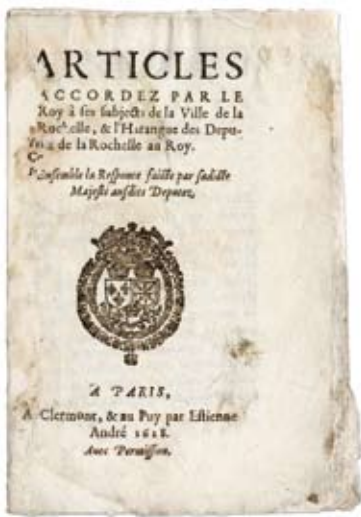 ARTICLES
ACCORDEZ PAR LE
Roy à ses subjects de la Ville de la
Rochelle, & l'Harangue des Depu-
de la Rochelle au Roy.
Ensemble la Responce faicte par sadicte
Majesté ausdits Deputez.
A PARIS,
A Clermont, & au Puy par Estienne
André 1628.
Avec Permission.